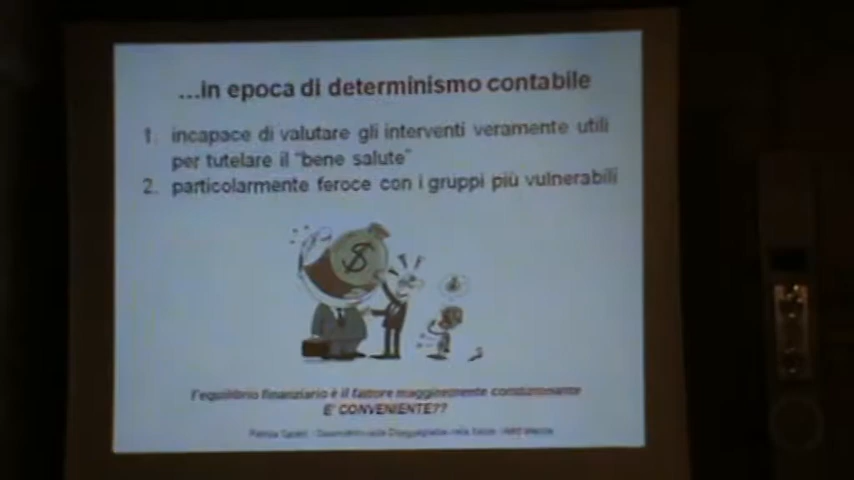 ...in epoca di determinismo contabile
1. incapace di valutare gli interventi veramente utili
per tutelare il "bene salute"
2. particolarmente feroce con i gruppi più vulnerabili
$
l'equilibrio finanziario è il fattore maggiormente condizionante
E' CONVENIENTE??